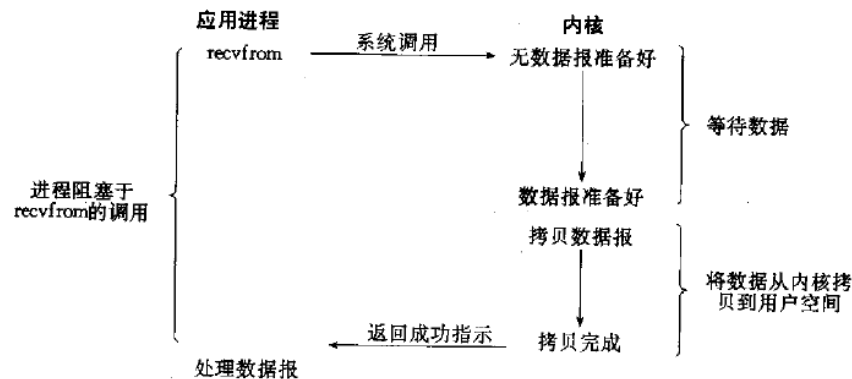 应用进程
内核
recvfrom
系统调用
无数据报准备好
等待数据
进程阻塞于
recvfrom的调用
数据报准备好
拷贝数据报
将数据从内核拷
贝到用户空间
返回成功指示
拷贝完成
处理数据报